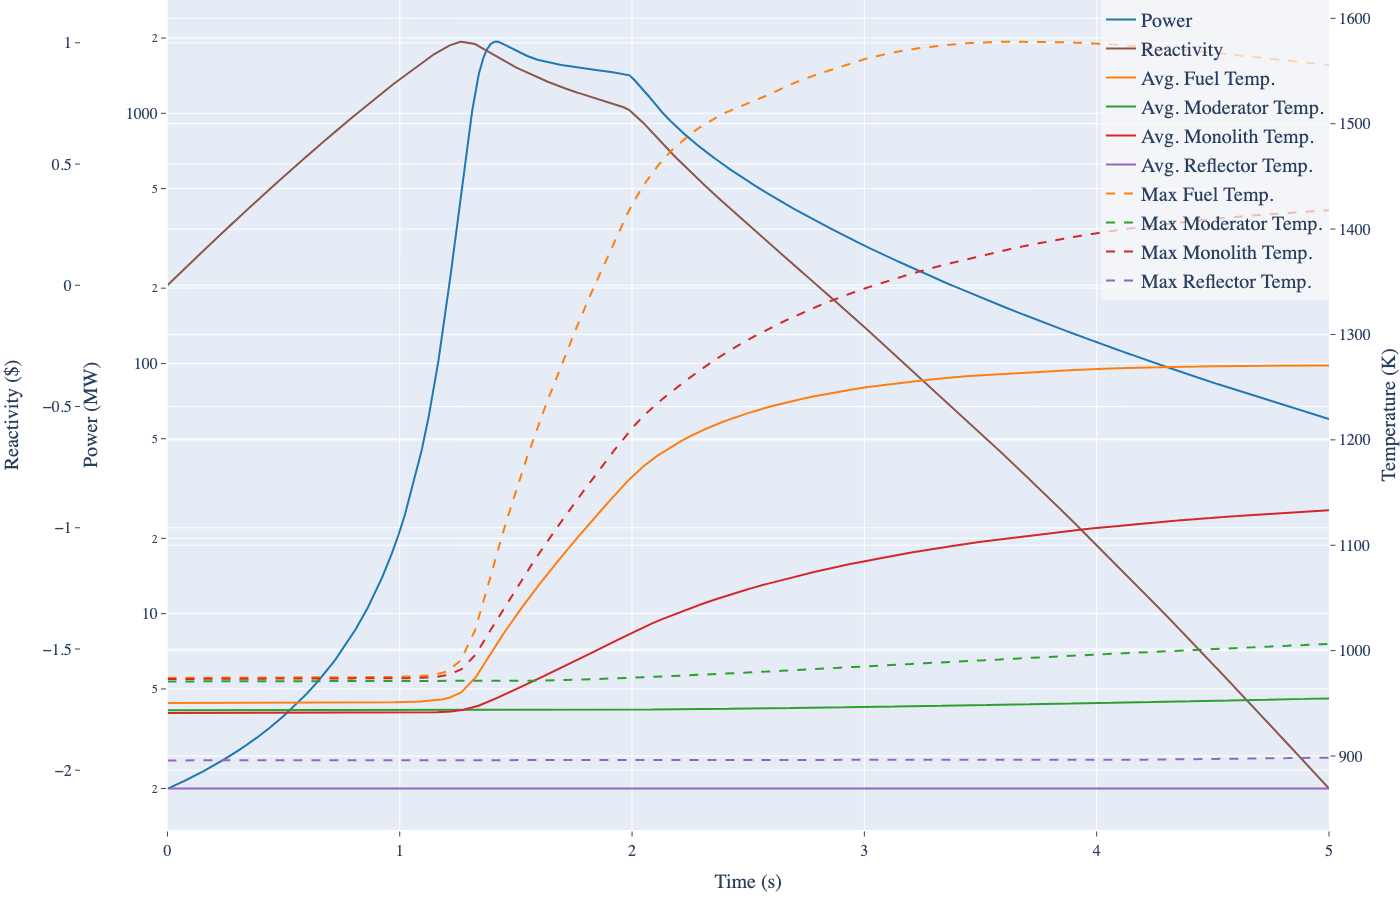 Reactivity ($)
1
0.5
0
−0.5
−1
−1.5
−2
Power (MW)
2
1000
5
2
100
5
2
10
5
2
Power
Reactivity
Avg. Fuel Temp.
Avg. Moderator Temp.
Avg. Monolith Temp.
Avg. Reflector Temp.
Max Fuel Temp.
Max Moderator Temp.
Max Monolith Temp.
Max Reflector Temp.
1600
1500
1400
1300
1200
1100
1000
900
Temperature (K)
0 1 2 3 4 5
Time (s)